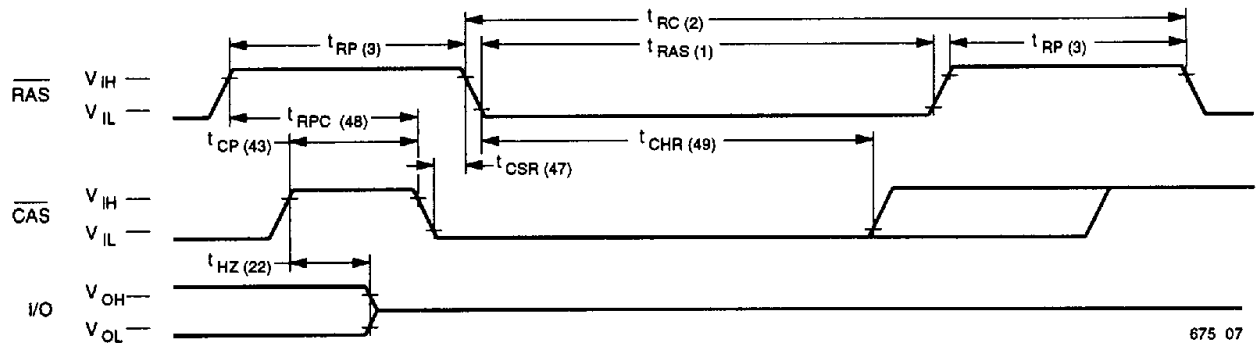 t RC (2)
t RP (3)
t RAS (1)
t RP (3)
RAS
V IH
V IL
t RPC (48)
t CP (43)
t CHR (49)
t CSR (47)
CAS
V IH
V IL
t HZ (22)
I/O
V OH
V OL
675 07